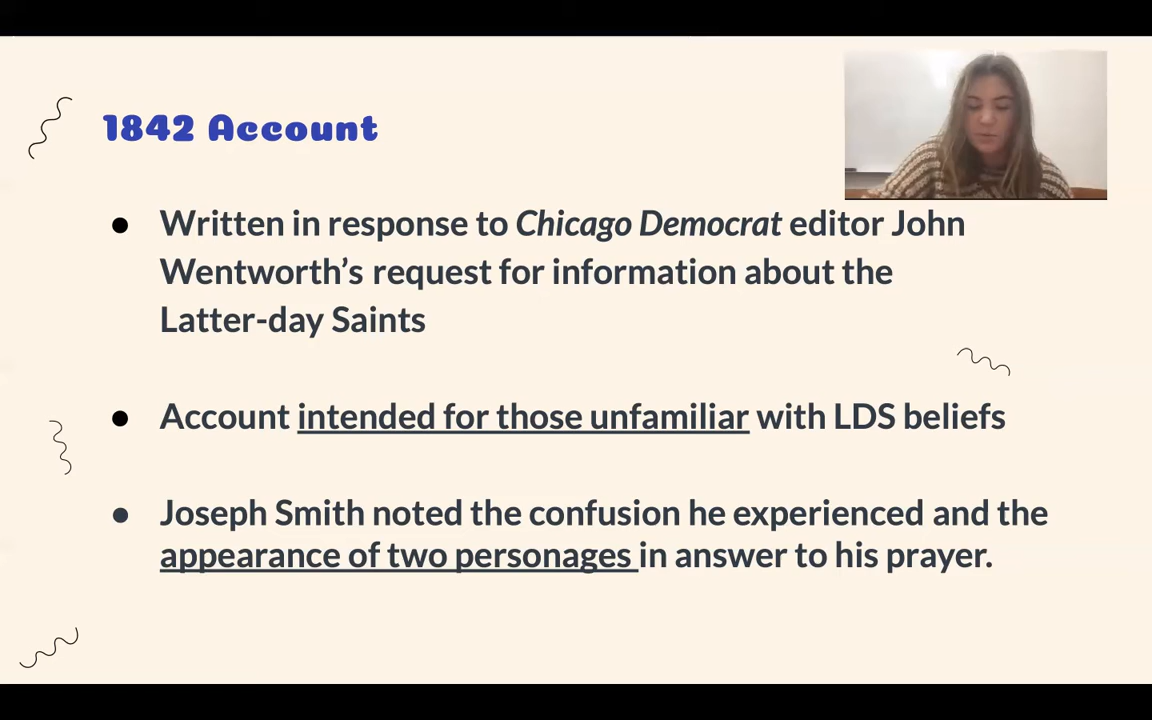 1842 Account
● Written in response to Chicago Democrat editor John
Wentworth’s request for information about the
Latter-day Saints
● Account intended for those unfamiliar with LDS beliefs
● Joseph Smith noted the confusion he experienced and the
appearance of two personages in answer to his prayer.